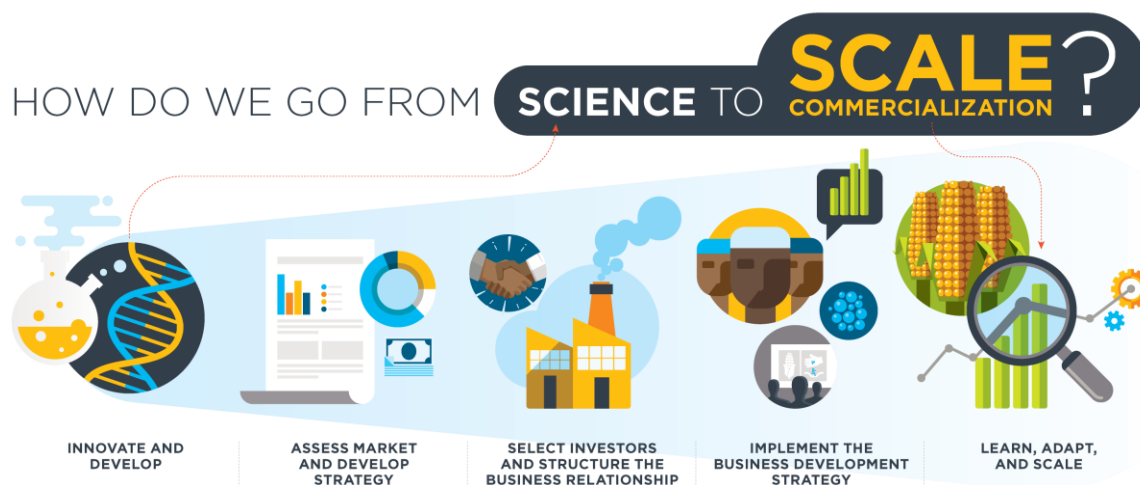 HOW DO WE GO FROM SCIENCE TO SCALE
COMMERCIALIZATION ?
INNOVATE AND
DEVELOP
ASSESS MARKET
AND DEVELOP
STRATEGY
SELECT INVESTORS
AND STRUCTURE THE
BUSINESS RELATIONSHIP
IMPLEMENT THE
BUSINESS DEVELOPMENT
STRATEGY
LEARN, ADAPT,
AND SCALE